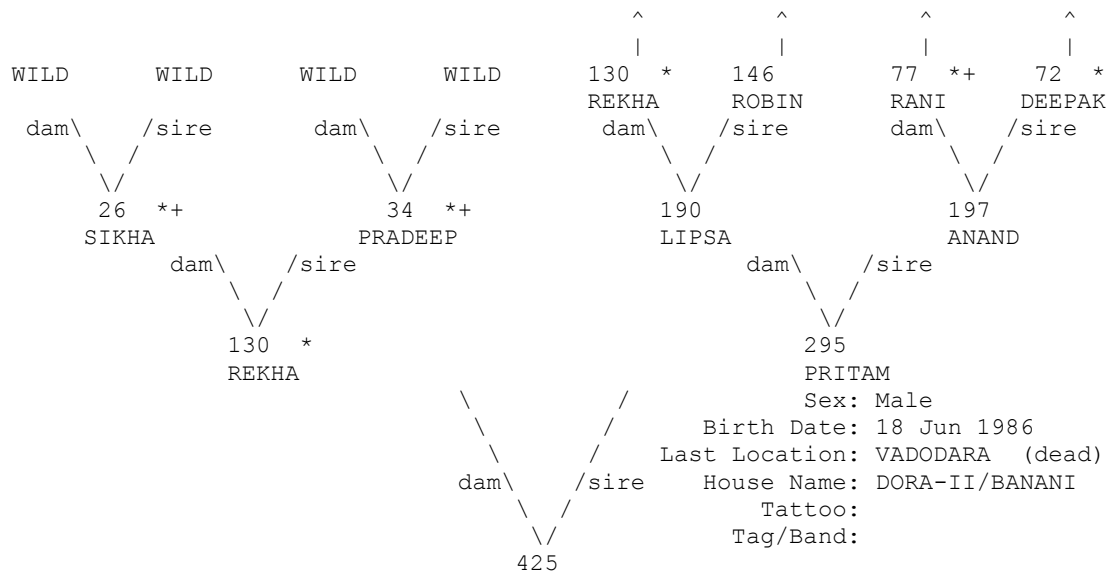 ^           ^           ^           ^
                                                   |           |           |           |
WILD        WILD        WILD        WILD       130  *      146         77  *+     72  *
                                               REKHA       ROBIN       RANI       DEEPAK
 dam\       /sire        dam\       /sire       dam\       /sire        dam\       /sire
     \     /                 \     /                \     /                 \     /
      \/                      \/                     \/                      \/
      26  *+                  34  *+                 190                     197
     SIKHA                  PRADEEP                  LIPSA                   ANAND
            dam\      /sire                                 dam\      /sire
                \    /                                          \    /
                 \/                                              \/
                 130  *                                          295
                 REKHA                                           PRITAM
                                    \             /              Sex: Male
                                     \           /       Birth Date: 18 Jun 1986
                                      \         /     Last Location: VADODARA  (dead)
                                    dam\      /sire      House Name: DORA-II/BANANI
                                        \    /               Tattoo:
                                         \/                Tag/Band:
                                         425